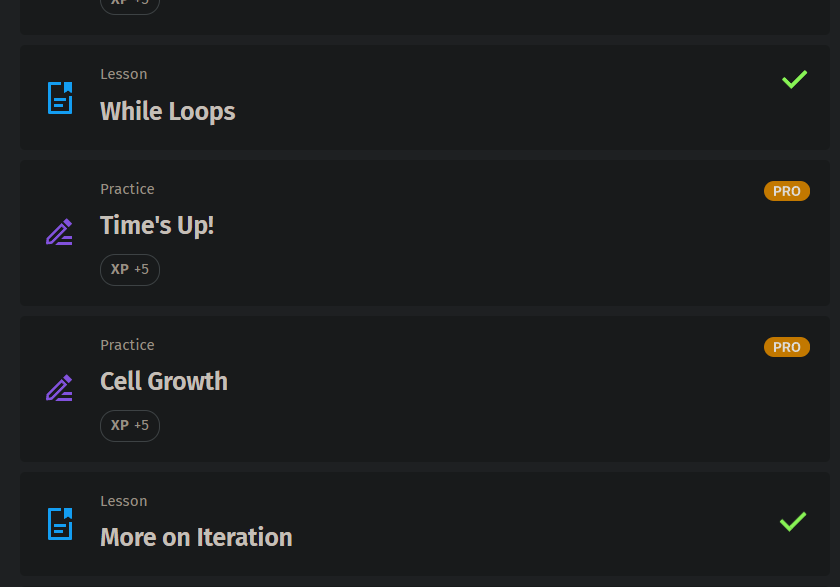 XP +5
Lesson
While Loops
Practice
PRO
Time's Up!
XP +5
Practice
PRO
Cell Growth
XP +5
Lesson
More on Iteration